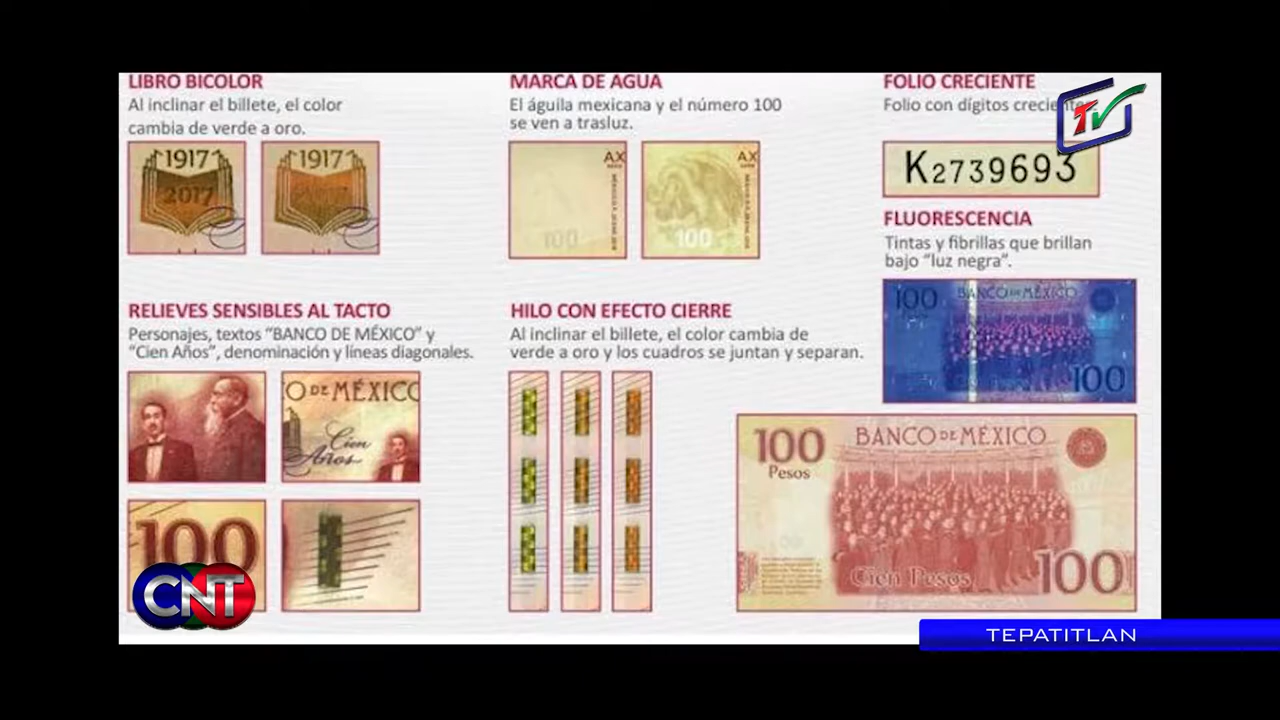 LIBRO BICOLOR
Al inclinar el billete, el color
cambia de verde a oro.
1917
2017
1917
MARCA DE AGUA
El águila mexicana y el número 100
se ven a trasluz.
AX
100
AX
100
FOLIO CRECIENTE
Folio con dígitos crecientes.
TV
K2739693
FLUORESCENCIA
Tintas y fibrillas que brillan
bajo “luz negra”.
100
BANCO DE MÉXICO
100
RELIEVES SENSIBLES AL TACTO
Personajes, textos “BANCO DE MÉXICO” y
“Cien Años”, denominación y líneas diagonales.
O DE MÉXICO
Cien
Años
100
HILO CON EFECTO CIERRE
Al inclinar el billete, el color cambia de
verde a oro y los cuadros se juntan y separan.
100
Pesos
BANCO DE MÉXICO
Cien Pesos
100
CNT
TEPATITLAN